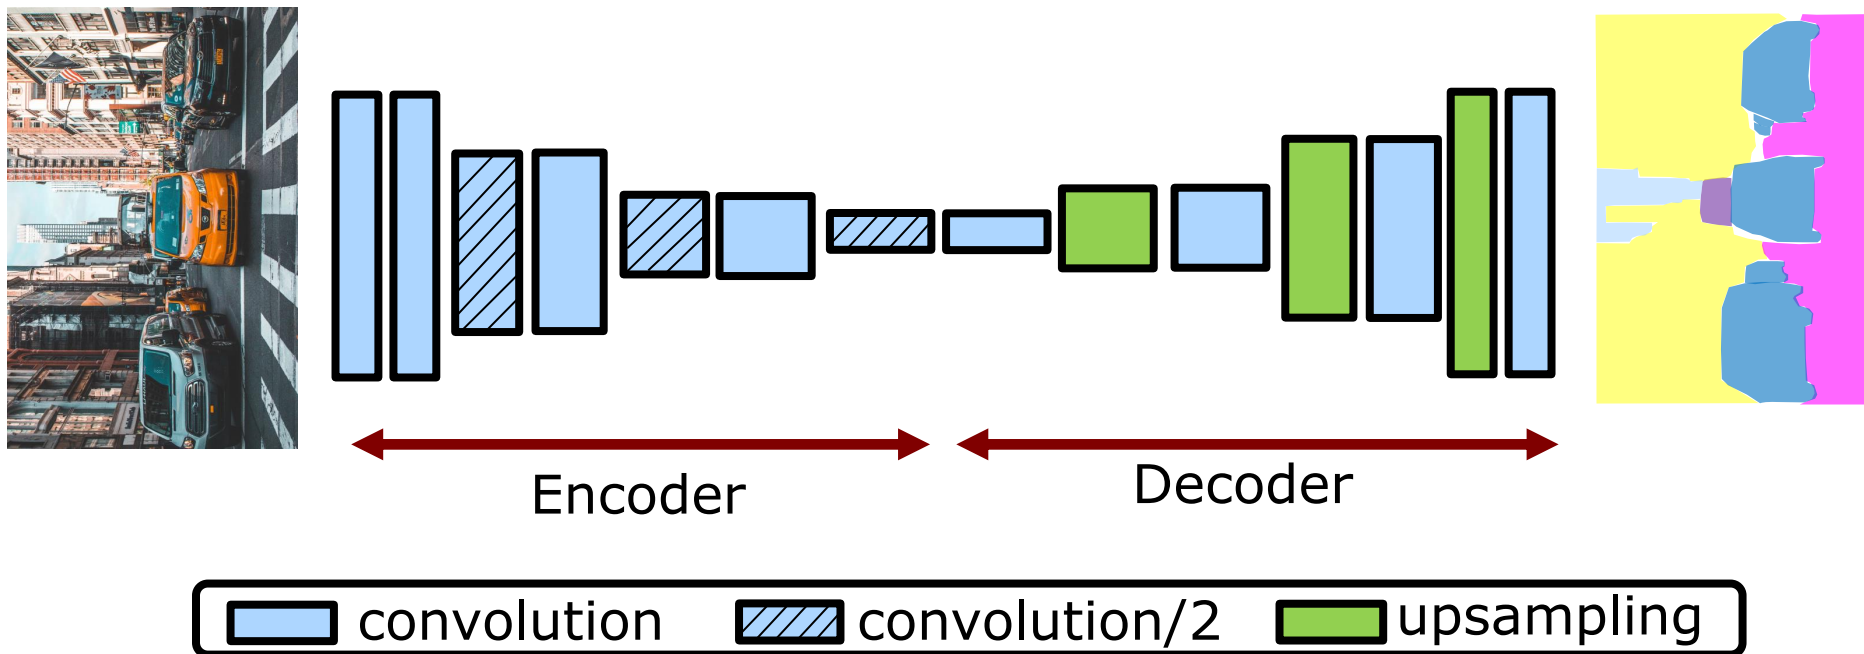 Encoder
Decoder
convolution
convolution/2
upsampling